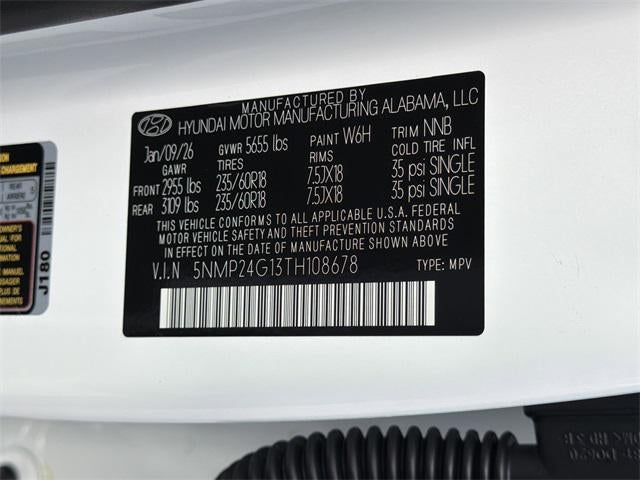 MANUFACTURED BY
HYUNDAI MOTOR MANUFACTURING ALABAMA, LLC
Jan/09/26 GVWR 5655 lbs PAINT W6H TRIM NNB
GAWR TIRES RIMS COLD TIRE INFL
FRONT 2955 lbs 235/60R18 7.5JX18 35 psi SINGLE
REAR 3109 lbs 235/60R18 7.5JX18 35 psi SINGLE
THIS VEHICLE CONFORMS TO ALL APPLICABLE U.S.A. FEDERAL
MOTOR VEHICLE SAFETY AND THEFT PREVENTION STANDARDS
IN EFFECT ON THE DATE OF MANUFACTURE SHOWN ABOVE.
V.I.N 5NMP24G13TH108678 TYPE: MPV
CHARGEMENT
REAR
J180